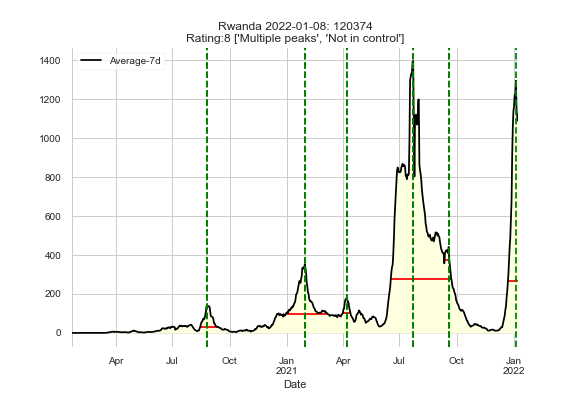 Rwanda 2022-01-08: 120374
Rating:8 ['Multiple peaks', 'Not in control']
Average-7d
1400
1200
1000
800
600
400
200
0
Apr Jul Oct Jan Apr Jul Oct Jan
2021 2022
Date